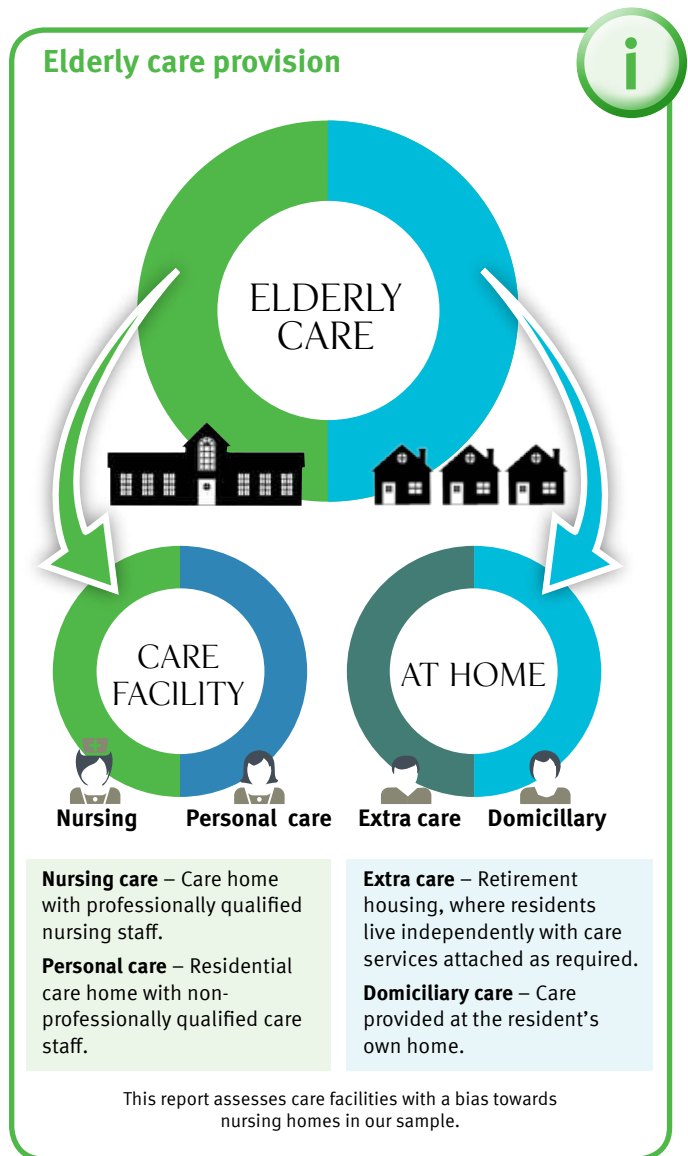 Elderly care provision
i
ELDERLY
CARE
CARE
FACILITY
AT HOME
Nursing
Personal care
Extra care
Domicillary
Nursing care – Care home
with professionally qualified
nursing staff.
Personal care – Residential
care home with non-
professionally qualified care
staff.
Extra care – Retirement
housing, where residents
live independently with care
services attached as required.
Domiciliary care – Care
provided at the resident's
own home.
This report assesses care facilities with a bias towards
nursing homes in our sample.